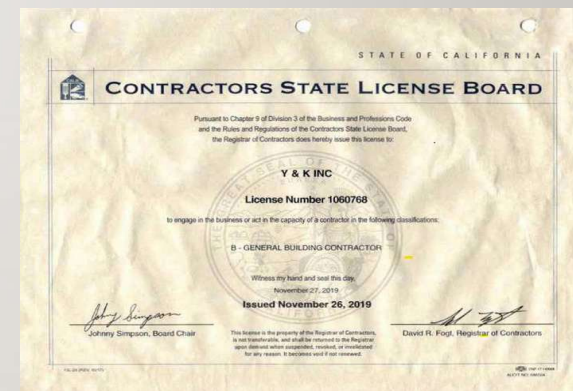 STATE OF CALIFORNIA
CONTRACTORS STATE LICENSE BOARD
Pursuant to Chapter 9 of Division 3 of the Business and Professions Code
and the Rules and Regulations of the Contractors State License Board,
the Registrar of Contractors does hereby issue this license to:
Y & K INC
License Number 1060768
to engage in the business or act in the capacity of a contractor in the following classifications:
B - GENERAL BUILDING CONTRACTOR
Witness my hand and seal this day,
November 27, 2019
Issued November 26, 2019
Johnny Simpson, Board Chair
This license is the property of the Registrar of Contractors,
is not transferable, and shall be returned to the Registrar
upon demand when suspended, revoked, or invalidated
for any reason. It becomes void if not renewed.
David R. Fogt, Registrar of Contractors